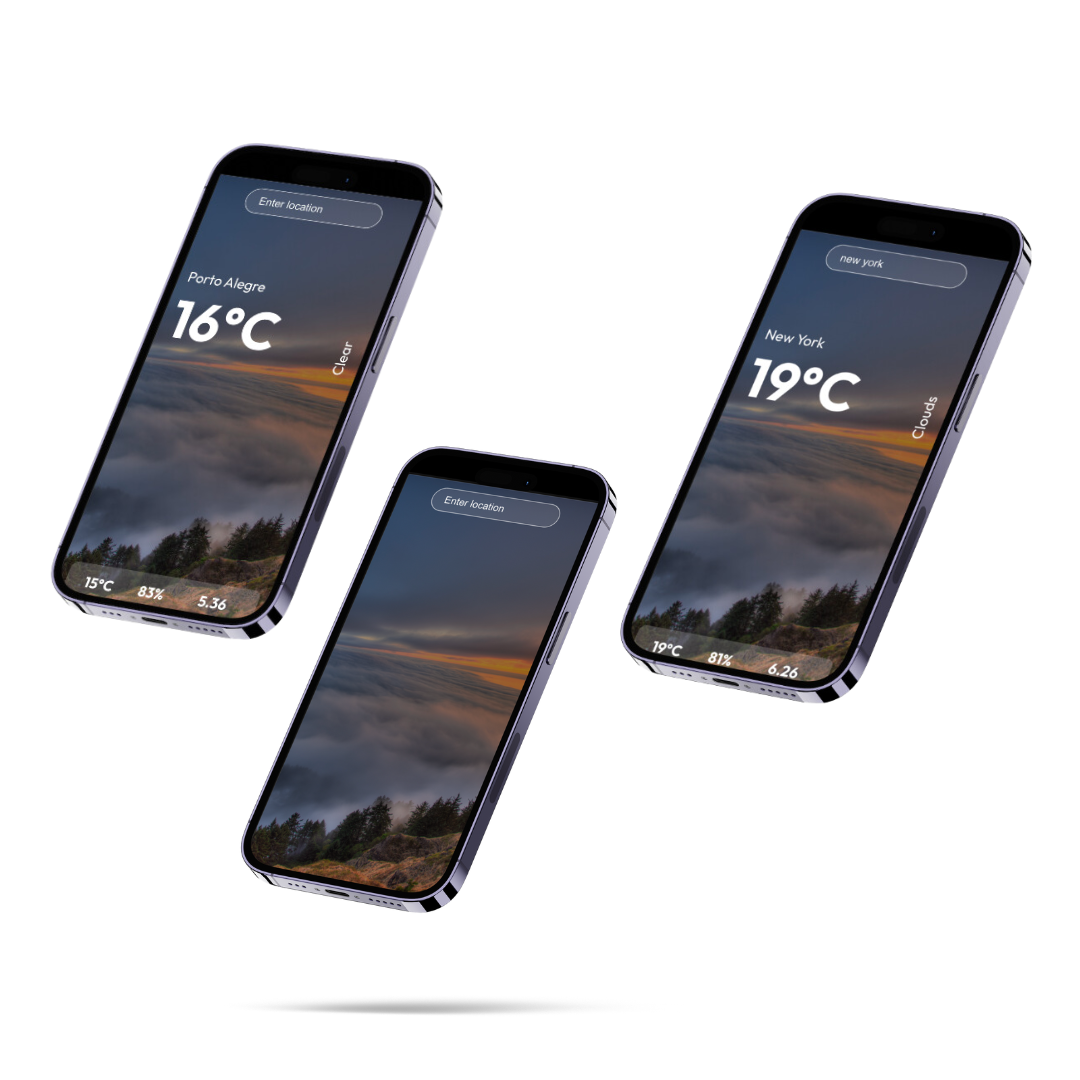 Enter location
Porto Alegre
16°C
Clear
15°C 83% 5.36
Enter location
new york
New York
19°C
Clouds
19°C 81% 6.26